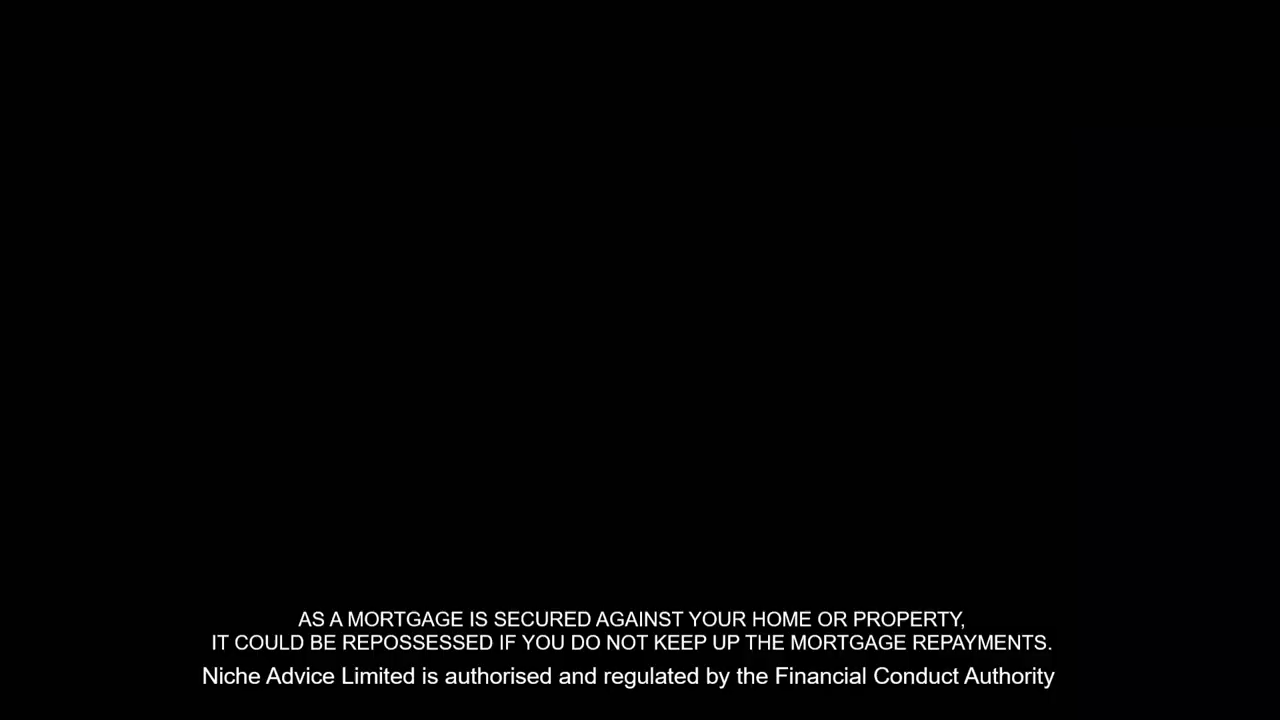 AS A MORTGAGE IS SECURED AGAINST YOUR HOME OR PROPERTY,
IT COULD BE REPOSSESSED IF YOU DO NOT KEEP UP THE MORTGAGE REPAYMENTS.
Niche Advice Limited is authorised and regulated by the Financial Conduct Authority